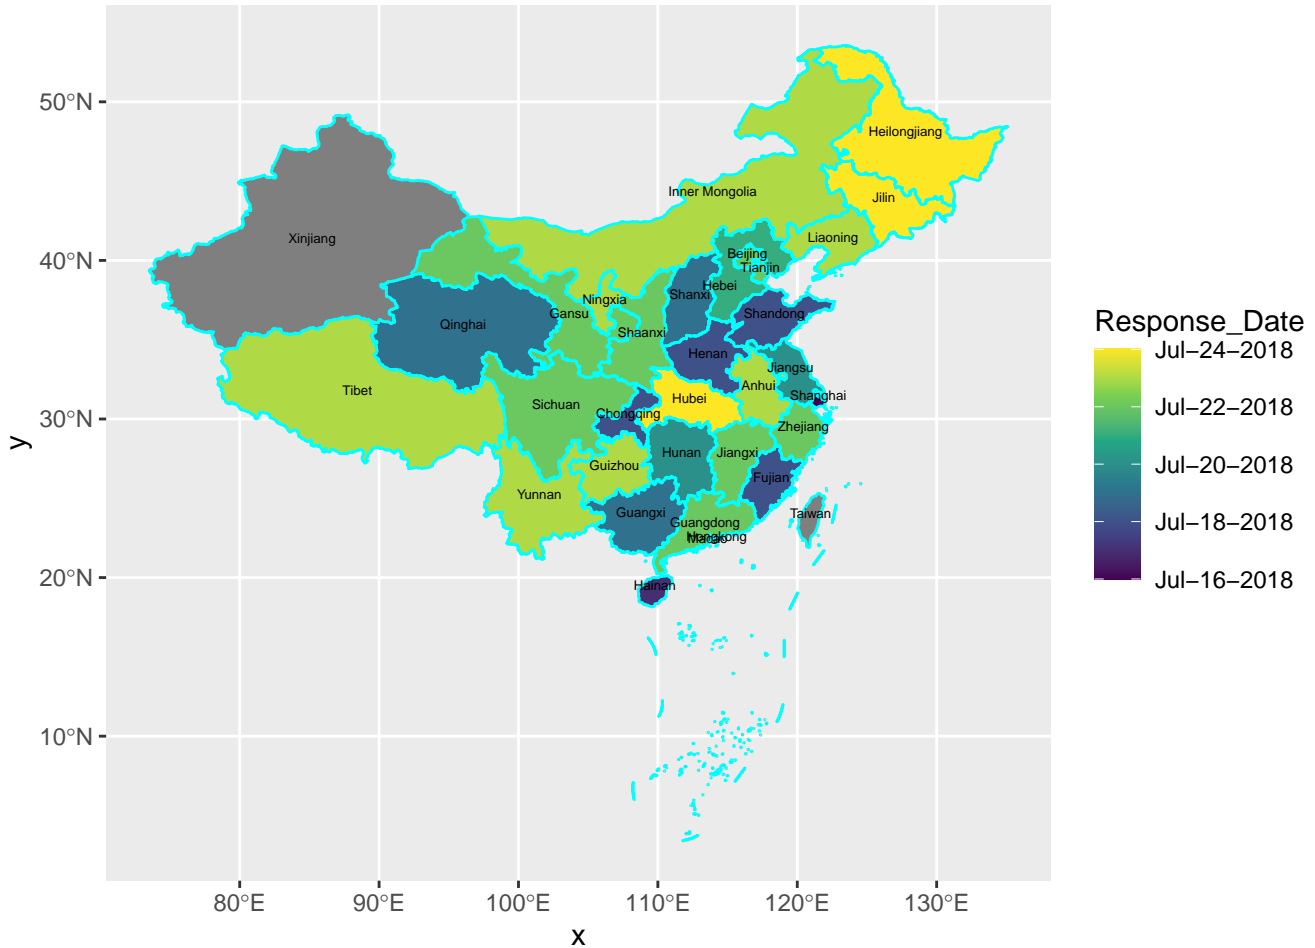 50°N
40°N
30°N
20°N
10°N
y
80°E
90°E
100°E
110°E
120°E
130°E
x
Heilongjiang
Inner Mongolia
Jilin
Xinjiang
Liaoning
Beijing
Tianjin
Hebei
Shanxi
Ningxia
Gansu
Shandong
Qinghai
Shaanxi
Henan
Jiangsu
Tibet
Anhui
Shanghai
Sichuan
Hubei
Chongqing
Zhejiang
Hunan
Jiangxi
Guizhou
Fujian
Yunnan
Guangxi
Taiwan
Guangdong
Hongkong
Macao
Hainan
Response_Date
Jul−24−2018
Jul−22−2018
Jul−20−2018
Jul−18−2018
Jul−16−2018